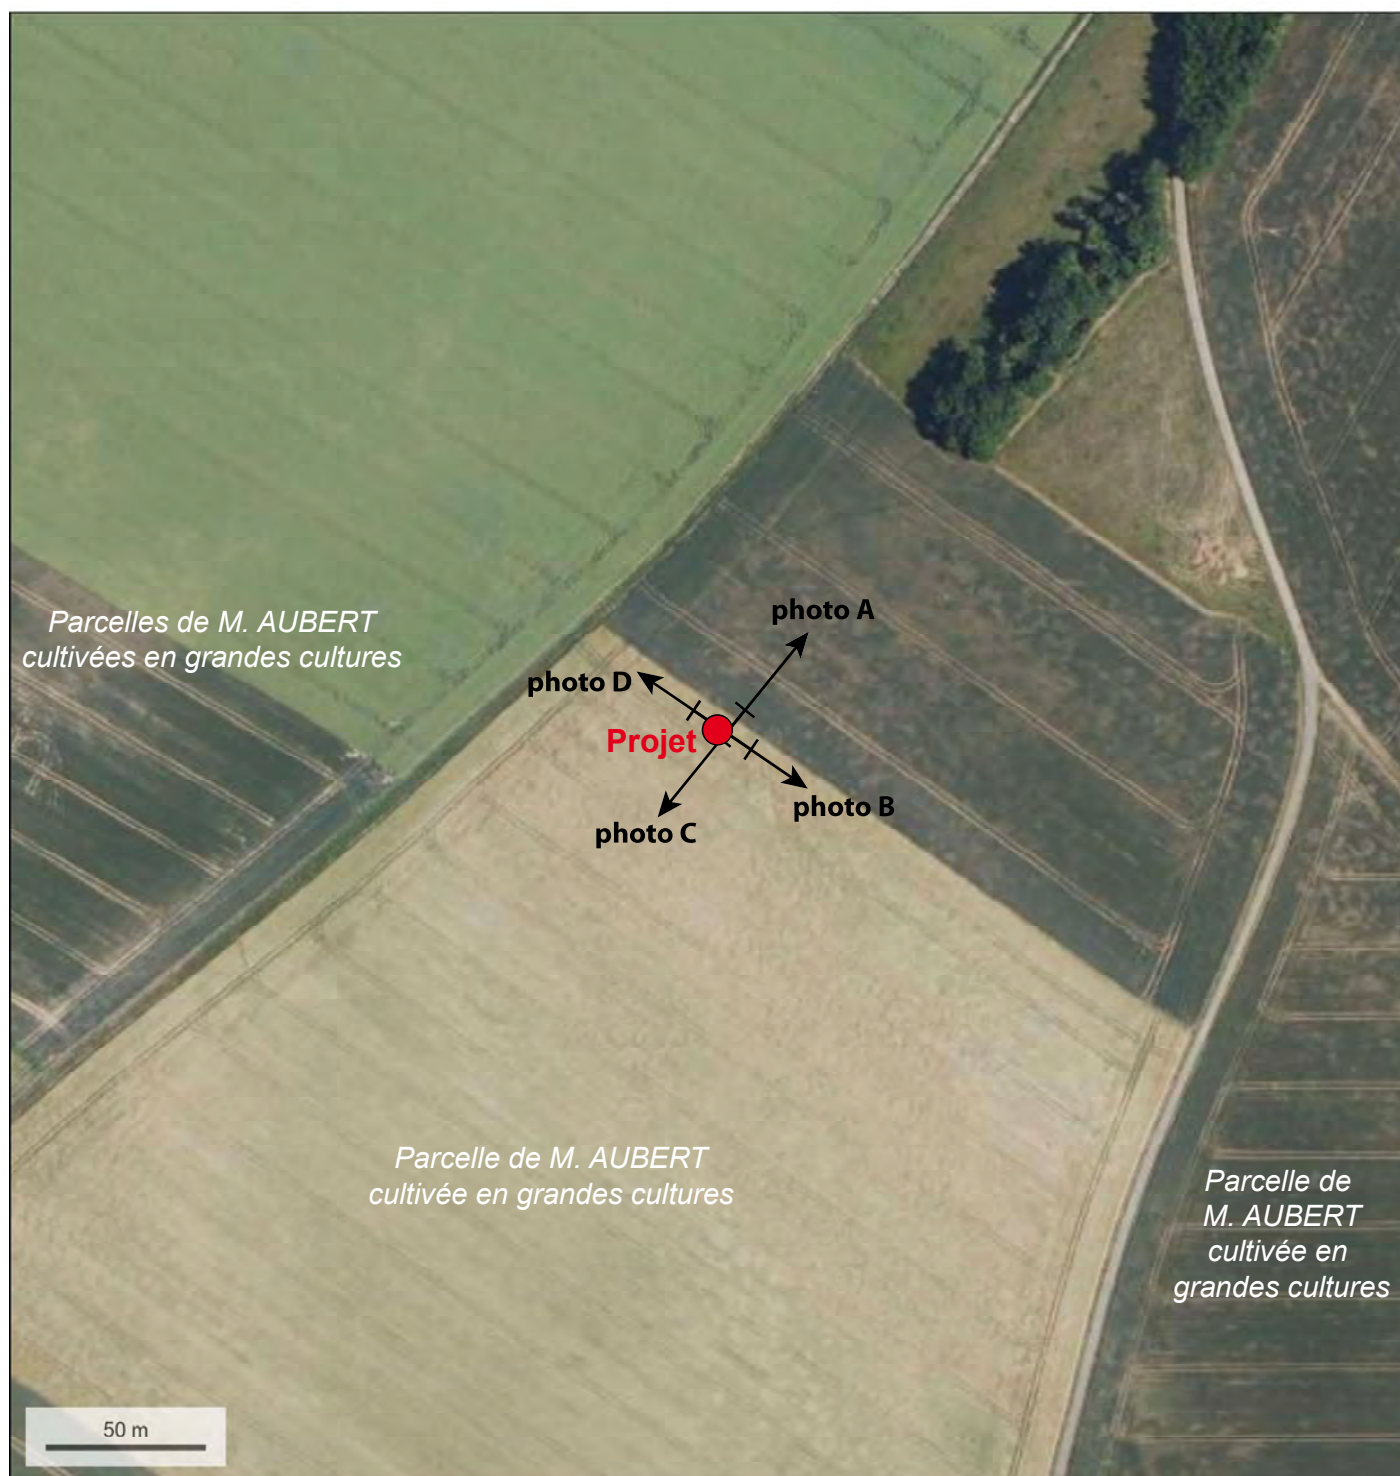 photo A
Parcelles de M. AUBERT
cultivées en grandes cultures
photo D
Projet
photo B
photo C
Parcelle de M. AUBERT
cultivée en grandes cultures
Parcelle de
M. AUBERT
cultivée en
grandes cultures
50 m